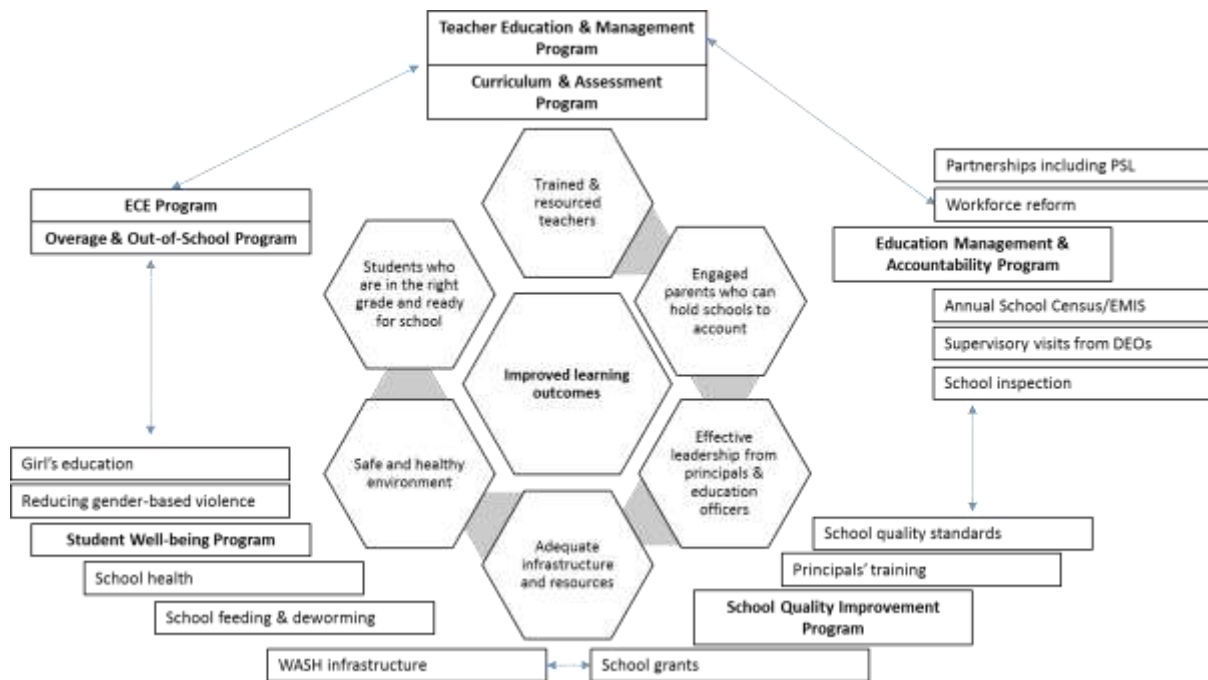 Teacher Education & Management
Program
Curriculum & Assessment
Program
Partnerships including PSL
Workforce reform
Education Management &
Accountability Program
Annual School Census/EMIS
Supervisory visits from DEOs
School inspection
ECE Program
Overage & Out-of-School Program
Trained &
resourced
teachers
Students who
are in the right
grade and ready
for school
Engaged
parents who can
hold schools to
account
Improved learning
outcomes
Safe and healthy
environment
Effective
leadership from
principals &
education
officers
Adequate
infrastructure
and resources
Girl's education
Reducing gender-based violence
Student Well-being Program
School health
School feeding & deworming
WASH infrastructure
School quality standards
Principals' training
School Quality Improvement
Program
School grants